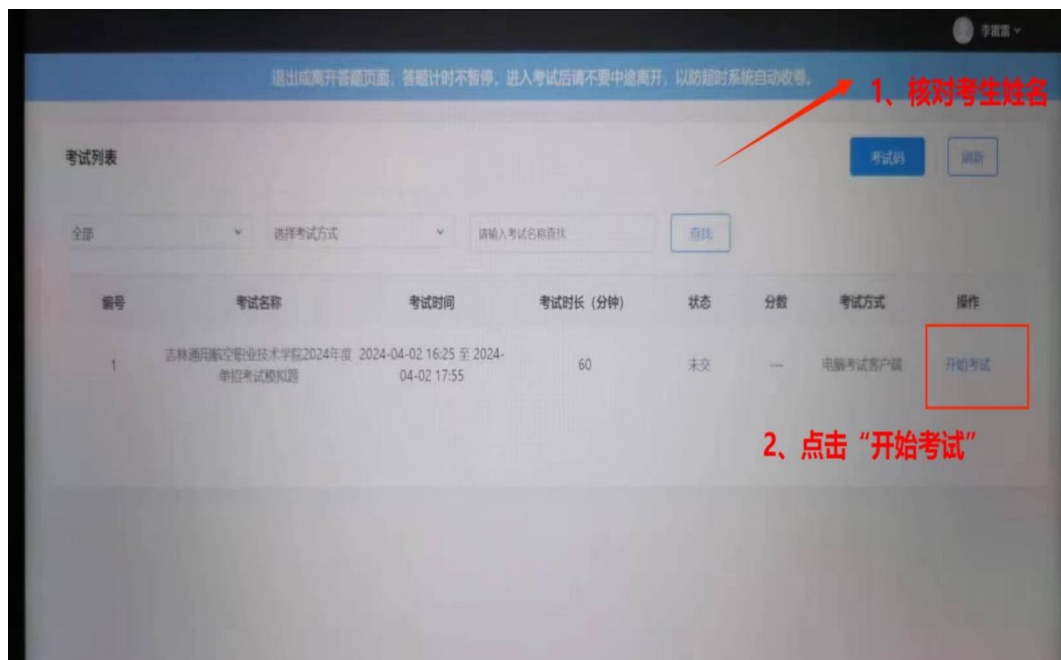 李雷雷
退出或离开答题页面，答题计时不暂停，进入考试后请不要中途离开，以防超时系统自动收卷。
1、核对考生姓名
考试列表
考试码
刷新
全部
选择考试方式
请输入考试名称查找
查找
编号 考试名称 考试时间 考试时长（分钟） 状态 分数 考试方式 操作
1 吉林通用航空职业技术学院2024年度 2024-04-02 16:25 至 2024- 60 未交 — 电脑考试客户端 开始考试
单招考试模拟题 04-02 17:55
2、点击“开始考试”